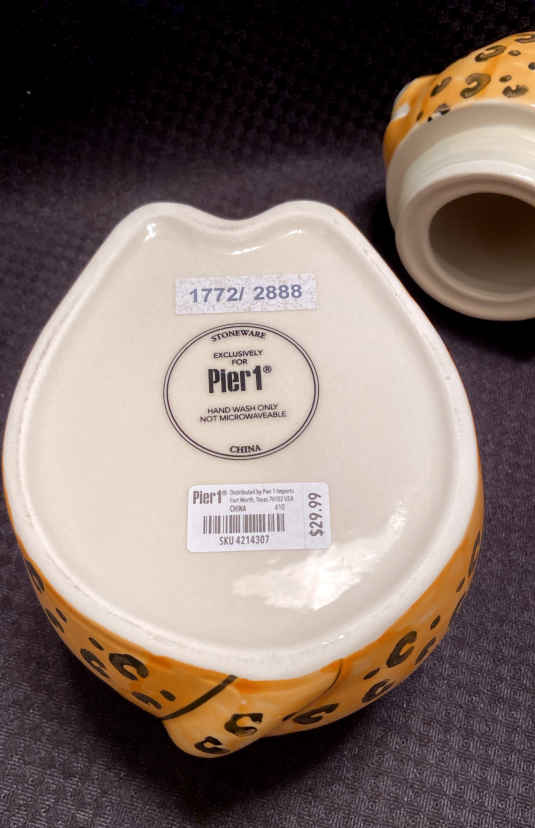 1772/ 2888
STONEWARE
EXCLUSIVELY
FOR
Pier1®
HAND WASH ONLY
NOT MICROWAVEABLE
CHINA
Pier1® Distributed by Pier 1 Imports
Fort Worth, Texas 76102 USA
CHINA 410
SKU 4214307
$29.99